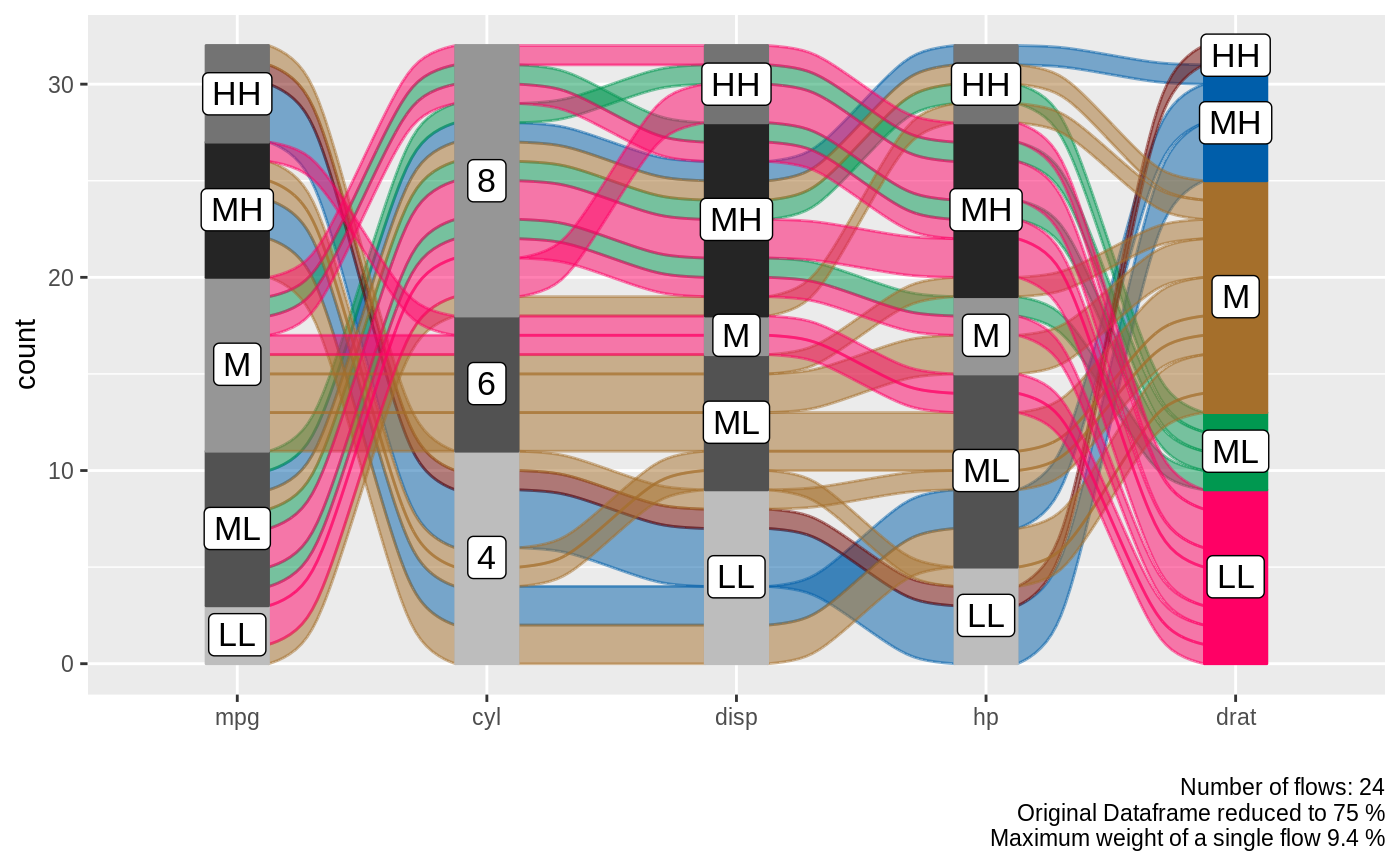 30
20
10
0
count
HH
MH
M
ML
LL
8
6
4
HH
MH
M
ML
LL
HH
MH
M
ML
LL
HH
MH
M
ML
LL
mpg cyl disp hp drat
Number of flows: 24
Original Dataframe reduced to 75 %
Maximum weight of a single flow 9.4 %